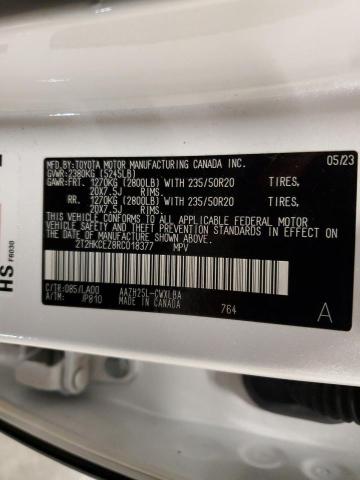 MFD.BY:TOYOTA MOTOR MANUFACTURING CANADA INC. 05/23
GVWR:2380KG (5245LB)
GAWR:FRT. 1270KG (2800LB) WITH 235/50R20 TIRES,
20X7.5J RIMS,
RR. 1270KG (2800LB) WITH 235/50R20 TIRES,
20X7.5J RIMS,
THIS VEHICLE CONFORMS TO ALL APPLICABLE FEDERAL MOTOR
VEHICLE SAFETY AND THEFT PREVENTION STANDARDS IN EFFECT
ON THE DATE OF MANUFACTURE SHOWN ABOVE.
2T2HKCEZ8RC018377 MPV
C/TR:085/LA00 AAZH25L-CWXLBA
A/TM: JP810 MADE IN CANADA 764 A
HS F6030